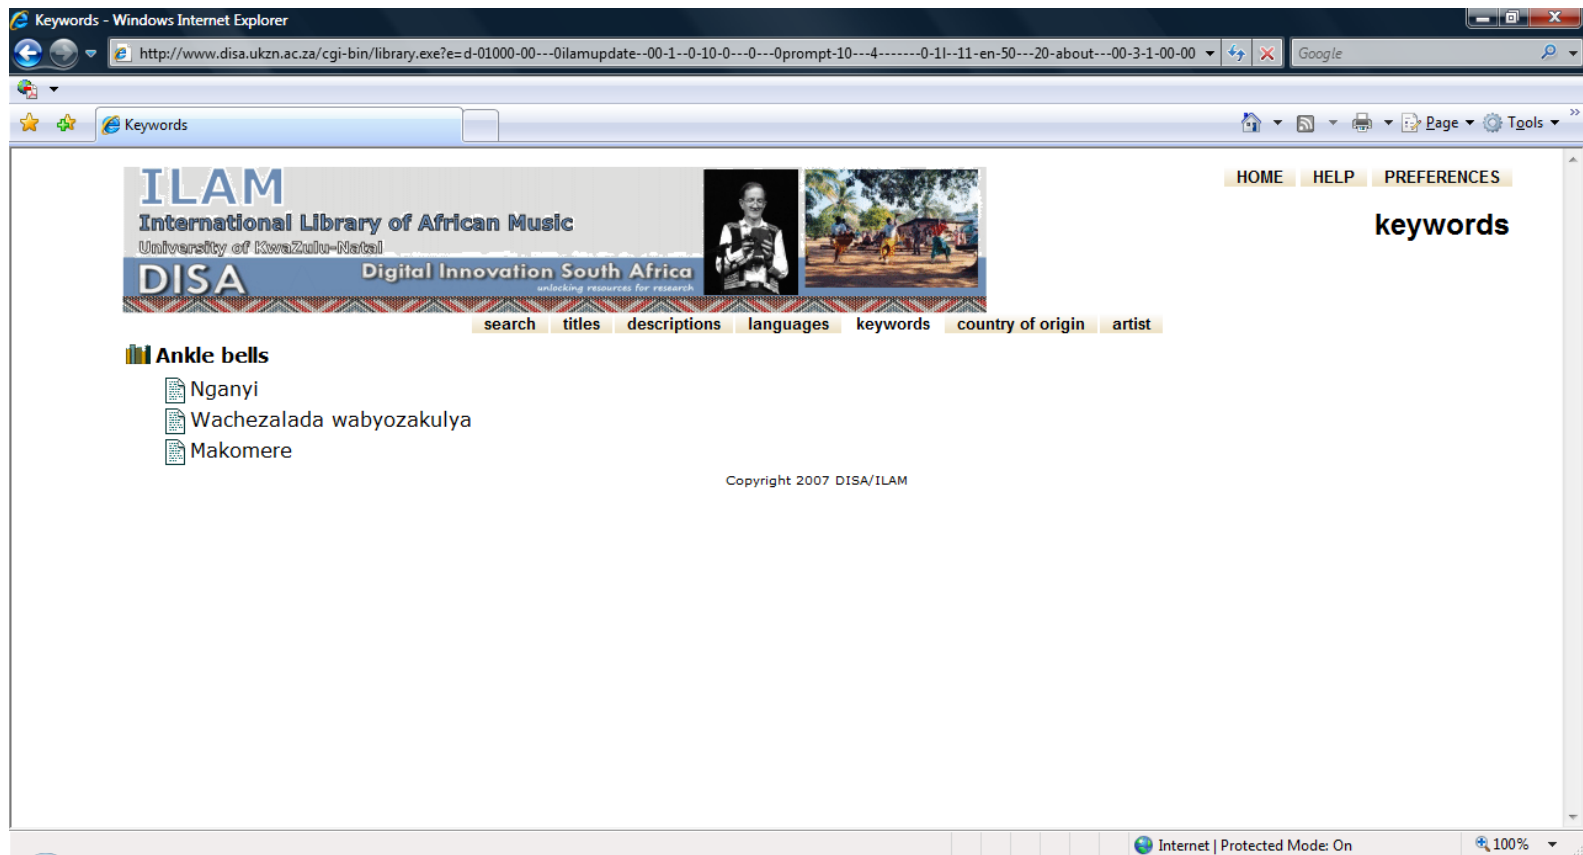 Keywords - Windows Internet Explorer
http://www.disa.ukzn.ac.za/cgi-bin/library.exe?e=d-01000-00---0ilamupdate--00-1--0-10-0---0---0prompt-10---4-------0-1l--11-en-50---20-about---00-3-1-00-00
Google
Keywords
Page Tools
ILAM
International Library of African Music
University of KwaZulu-Natal
DISA Digital Innovation South Africa
unlocking resources for research
HOME HELP PREFERENCES
keywords
search titles descriptions languages keywords country of origin artist
Ankle bells
Nganyi
Wachezalada wabyozakulya
Makomere
Copyright 2007 DISA/ILAM
Internet | Protected Mode: On 100%